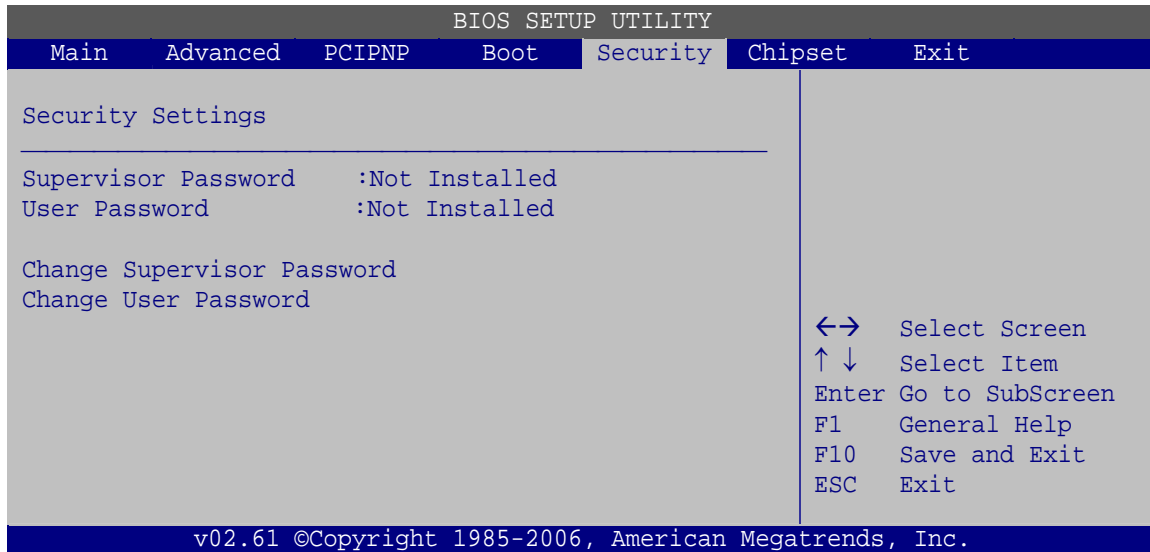 BIOS SETUP UTILITY
Main Advanced PCIPNP Boot Security Chipset Exit
Security Settings
Supervisor Password :Not Installed
User Password :Not Installed
Change Supervisor Password
Change User Password
←→ Select Screen
↑ ↓ Select Item
Enter Go to SubScreen
F1 General Help
F10 Save and Exit
ESC Exit
v02.61 ©Copyright 1985-2006, American Megatrends, Inc.